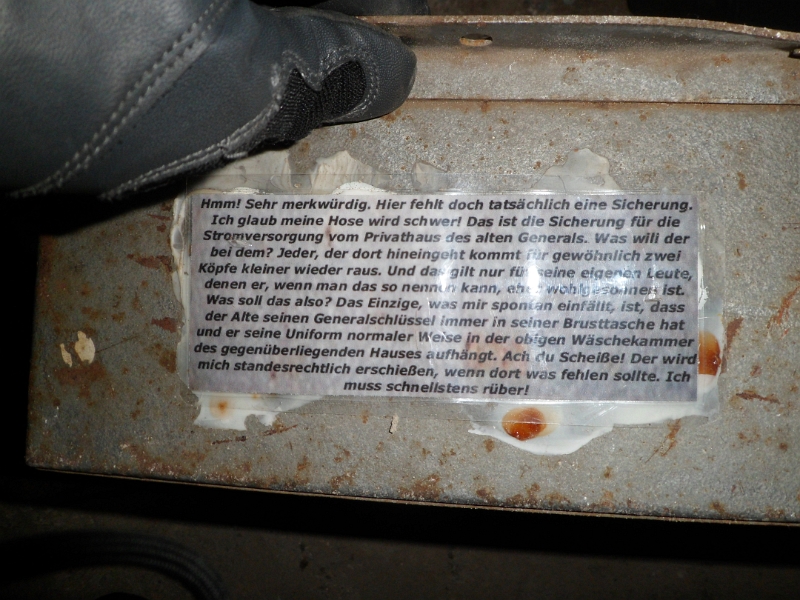 Hmm! Sehr merkwürdig. Hier fehlt doch tatsächlich eine Sicherung.
Ich glaub meine Hose wird schwer! Das ist die Sicherung für die
Stromversorgung vom Privathaus des alten Generals. Was will der
bei dem? Jeder, der dort hineingeht kommt für gewöhnlich zwei
Köpfe kleiner wieder raus. Und das gilt nur für seine eigenen Leute,
denen er, wenn man das so nennen kann, eher wohlgesonnen ist.
Was soll das also? Das Einzige, was mir spontan einfällt, ist, dass
der Alte seinen Generalschlüssel immer in seiner Brusttasche hat
und er seine Uniform normaler Weise in der obigen Wäschekammer
des gegenüberliegenden Hauses aufhängt. Ach du Scheiße! Der wird
mich standesrechtlich erschießen, wenn dort was fehlen sollte. Ich
muss schnellstens rüber!